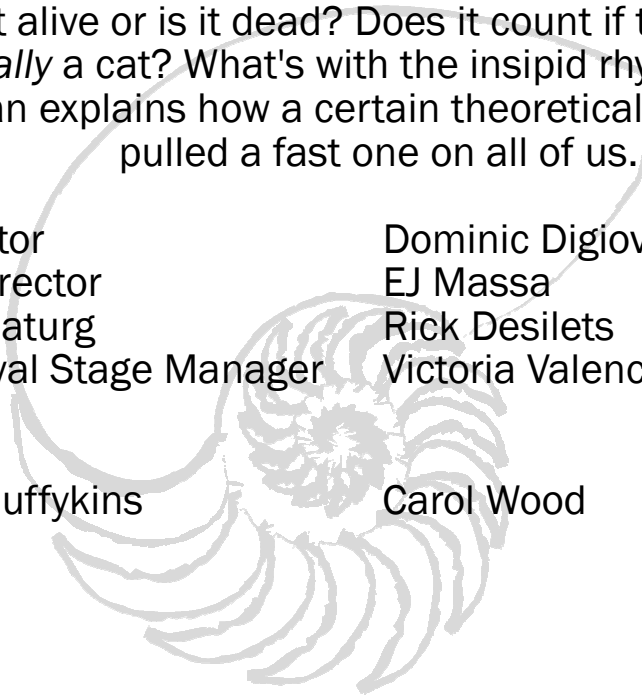 t alive or is it dead? Does it count if t
ally a cat? What's with the insipid rhy
an explains how a certain theoretical
pulled a fast one on all of us.
tor Dominic Digiov
rector EJ Massa
aturg Rick Desilets
val Stage Manager Victoria Valenc
uffykins Carol Wood